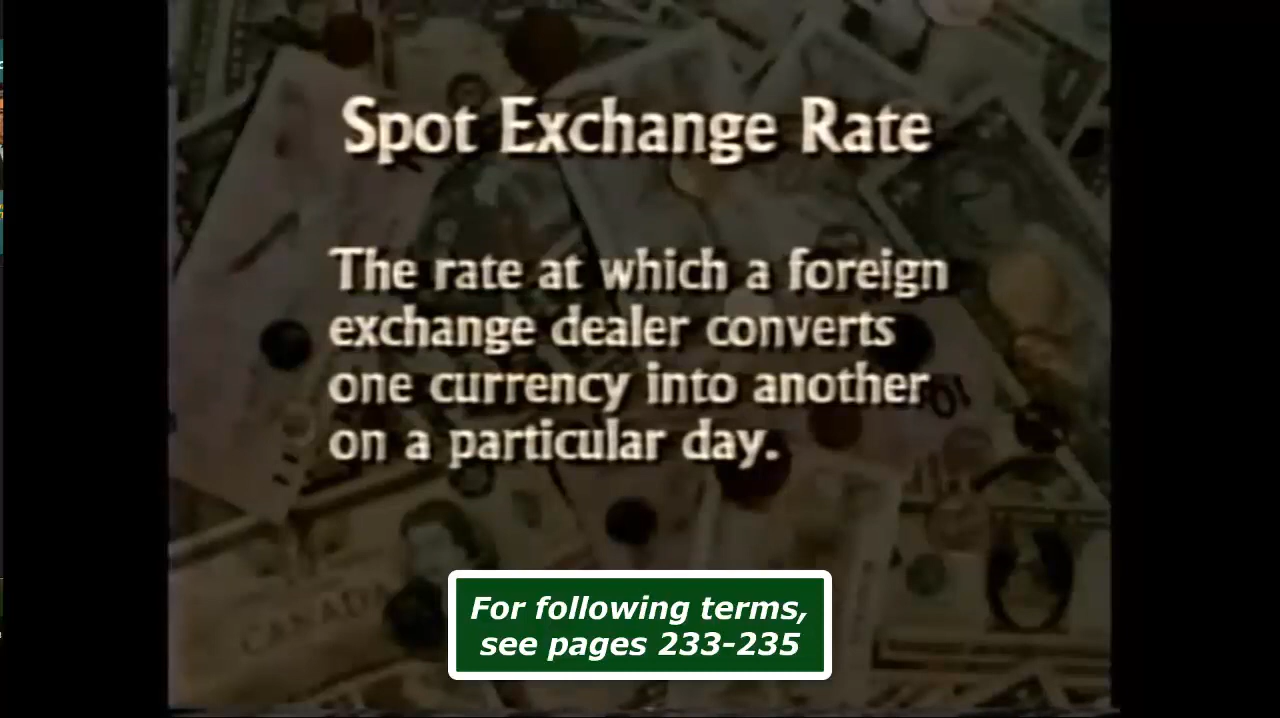 Spot Exchange Rate
The rate at which a foreign
exchange dealer converts
one currency into another
on a particular day.
CANADA
For following terms,
see pages 233-235